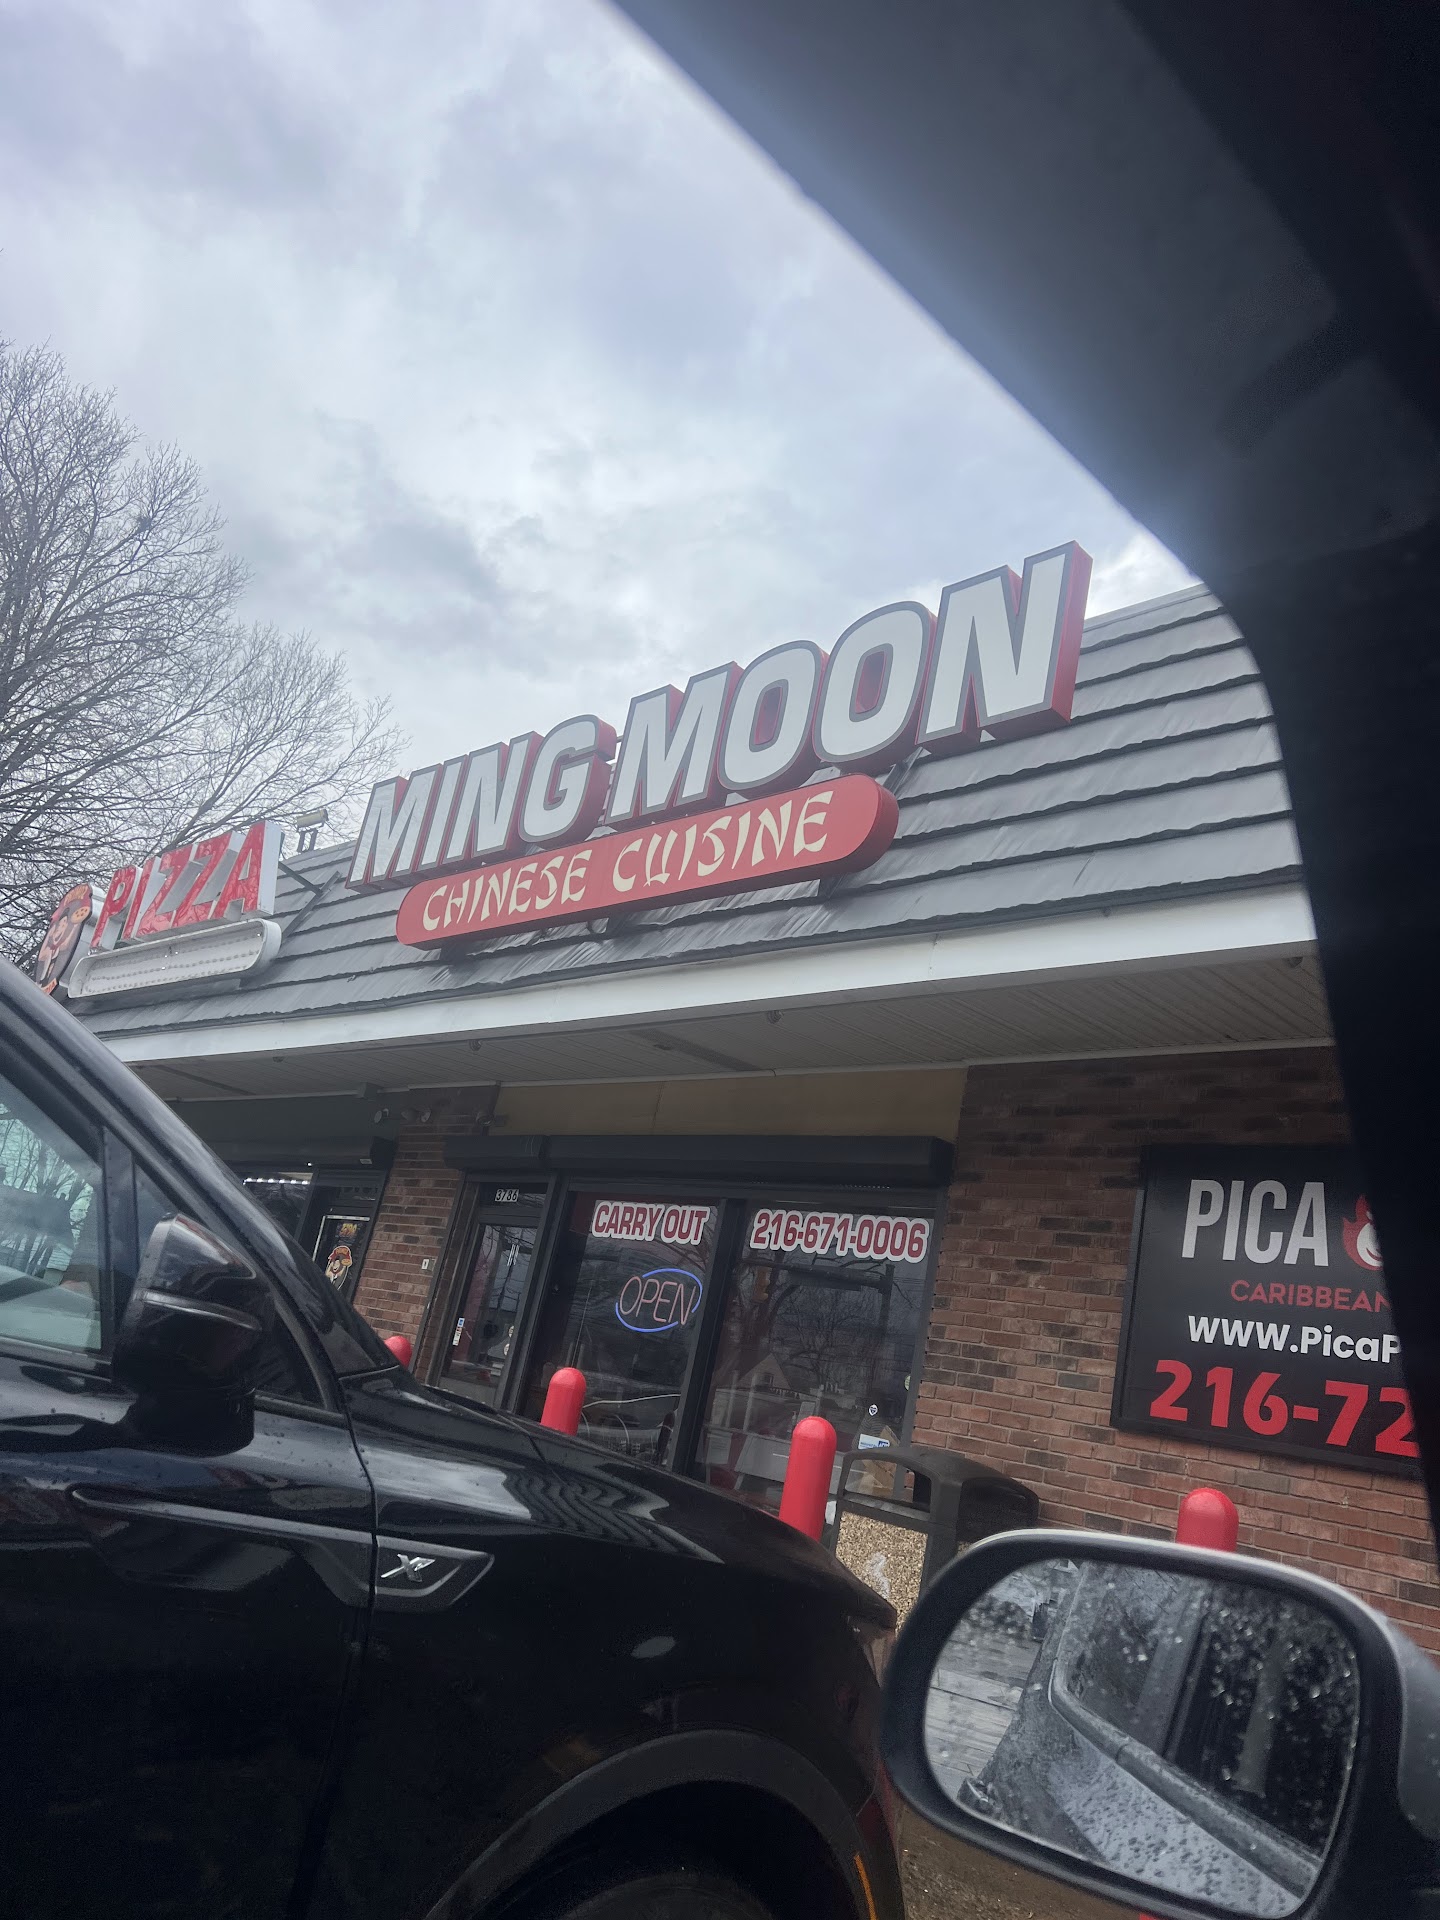 PIZZA
MING MOON
CHINESE CUISINE
3786
CARRY OUT
216-671-0006
OPEN
PICA
CARIBBEAN
www.PicaP
216-72